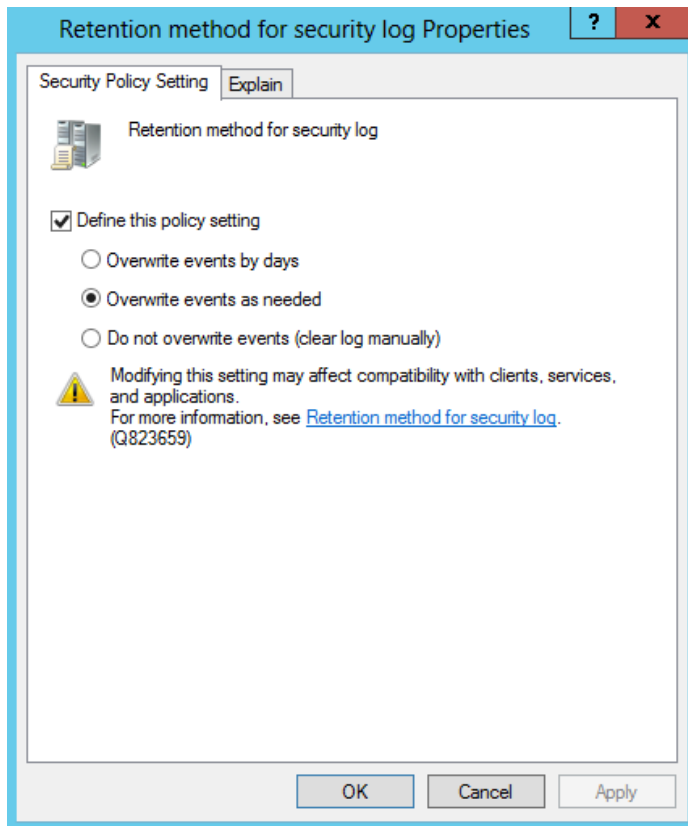 Retention method for security log Properties
?
x
Security Policy Setting
Explain
Retention method for security log
Define this policy setting
Overwrite events by days
Overwrite events as needed
Do not overwrite events (clear log manually)
Modifying this setting may affect compatibility with clients, services,
and applications.
For more information, see Retention method for security log.
(Q823659)
OK
Cancel
Apply